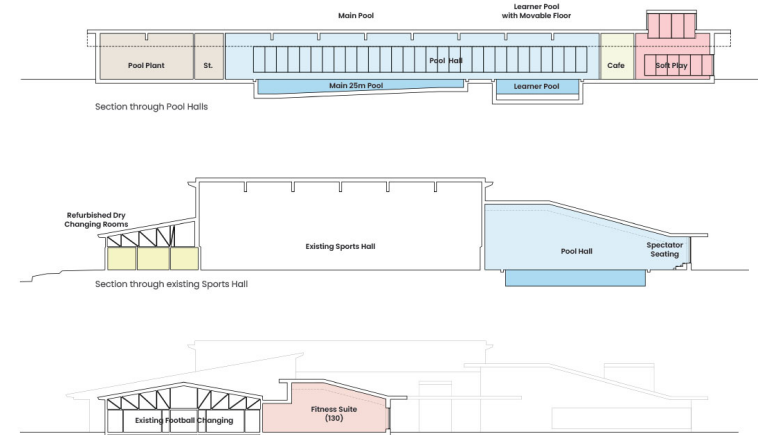 Main Pool
Learner Pool
with Movable Floor
Pool Plant
St.
Pool Hall
Cafe
Soft Play
Main 25m Pool
Learner Pool
Section through Pool Halls
Refurbished Dry
Changing Rooms
Existing Sports Hall
Pool Hall
Spectator
Seating
Section through existing Sports Hall
Existing Football Changing
Fitness Suite
(130)